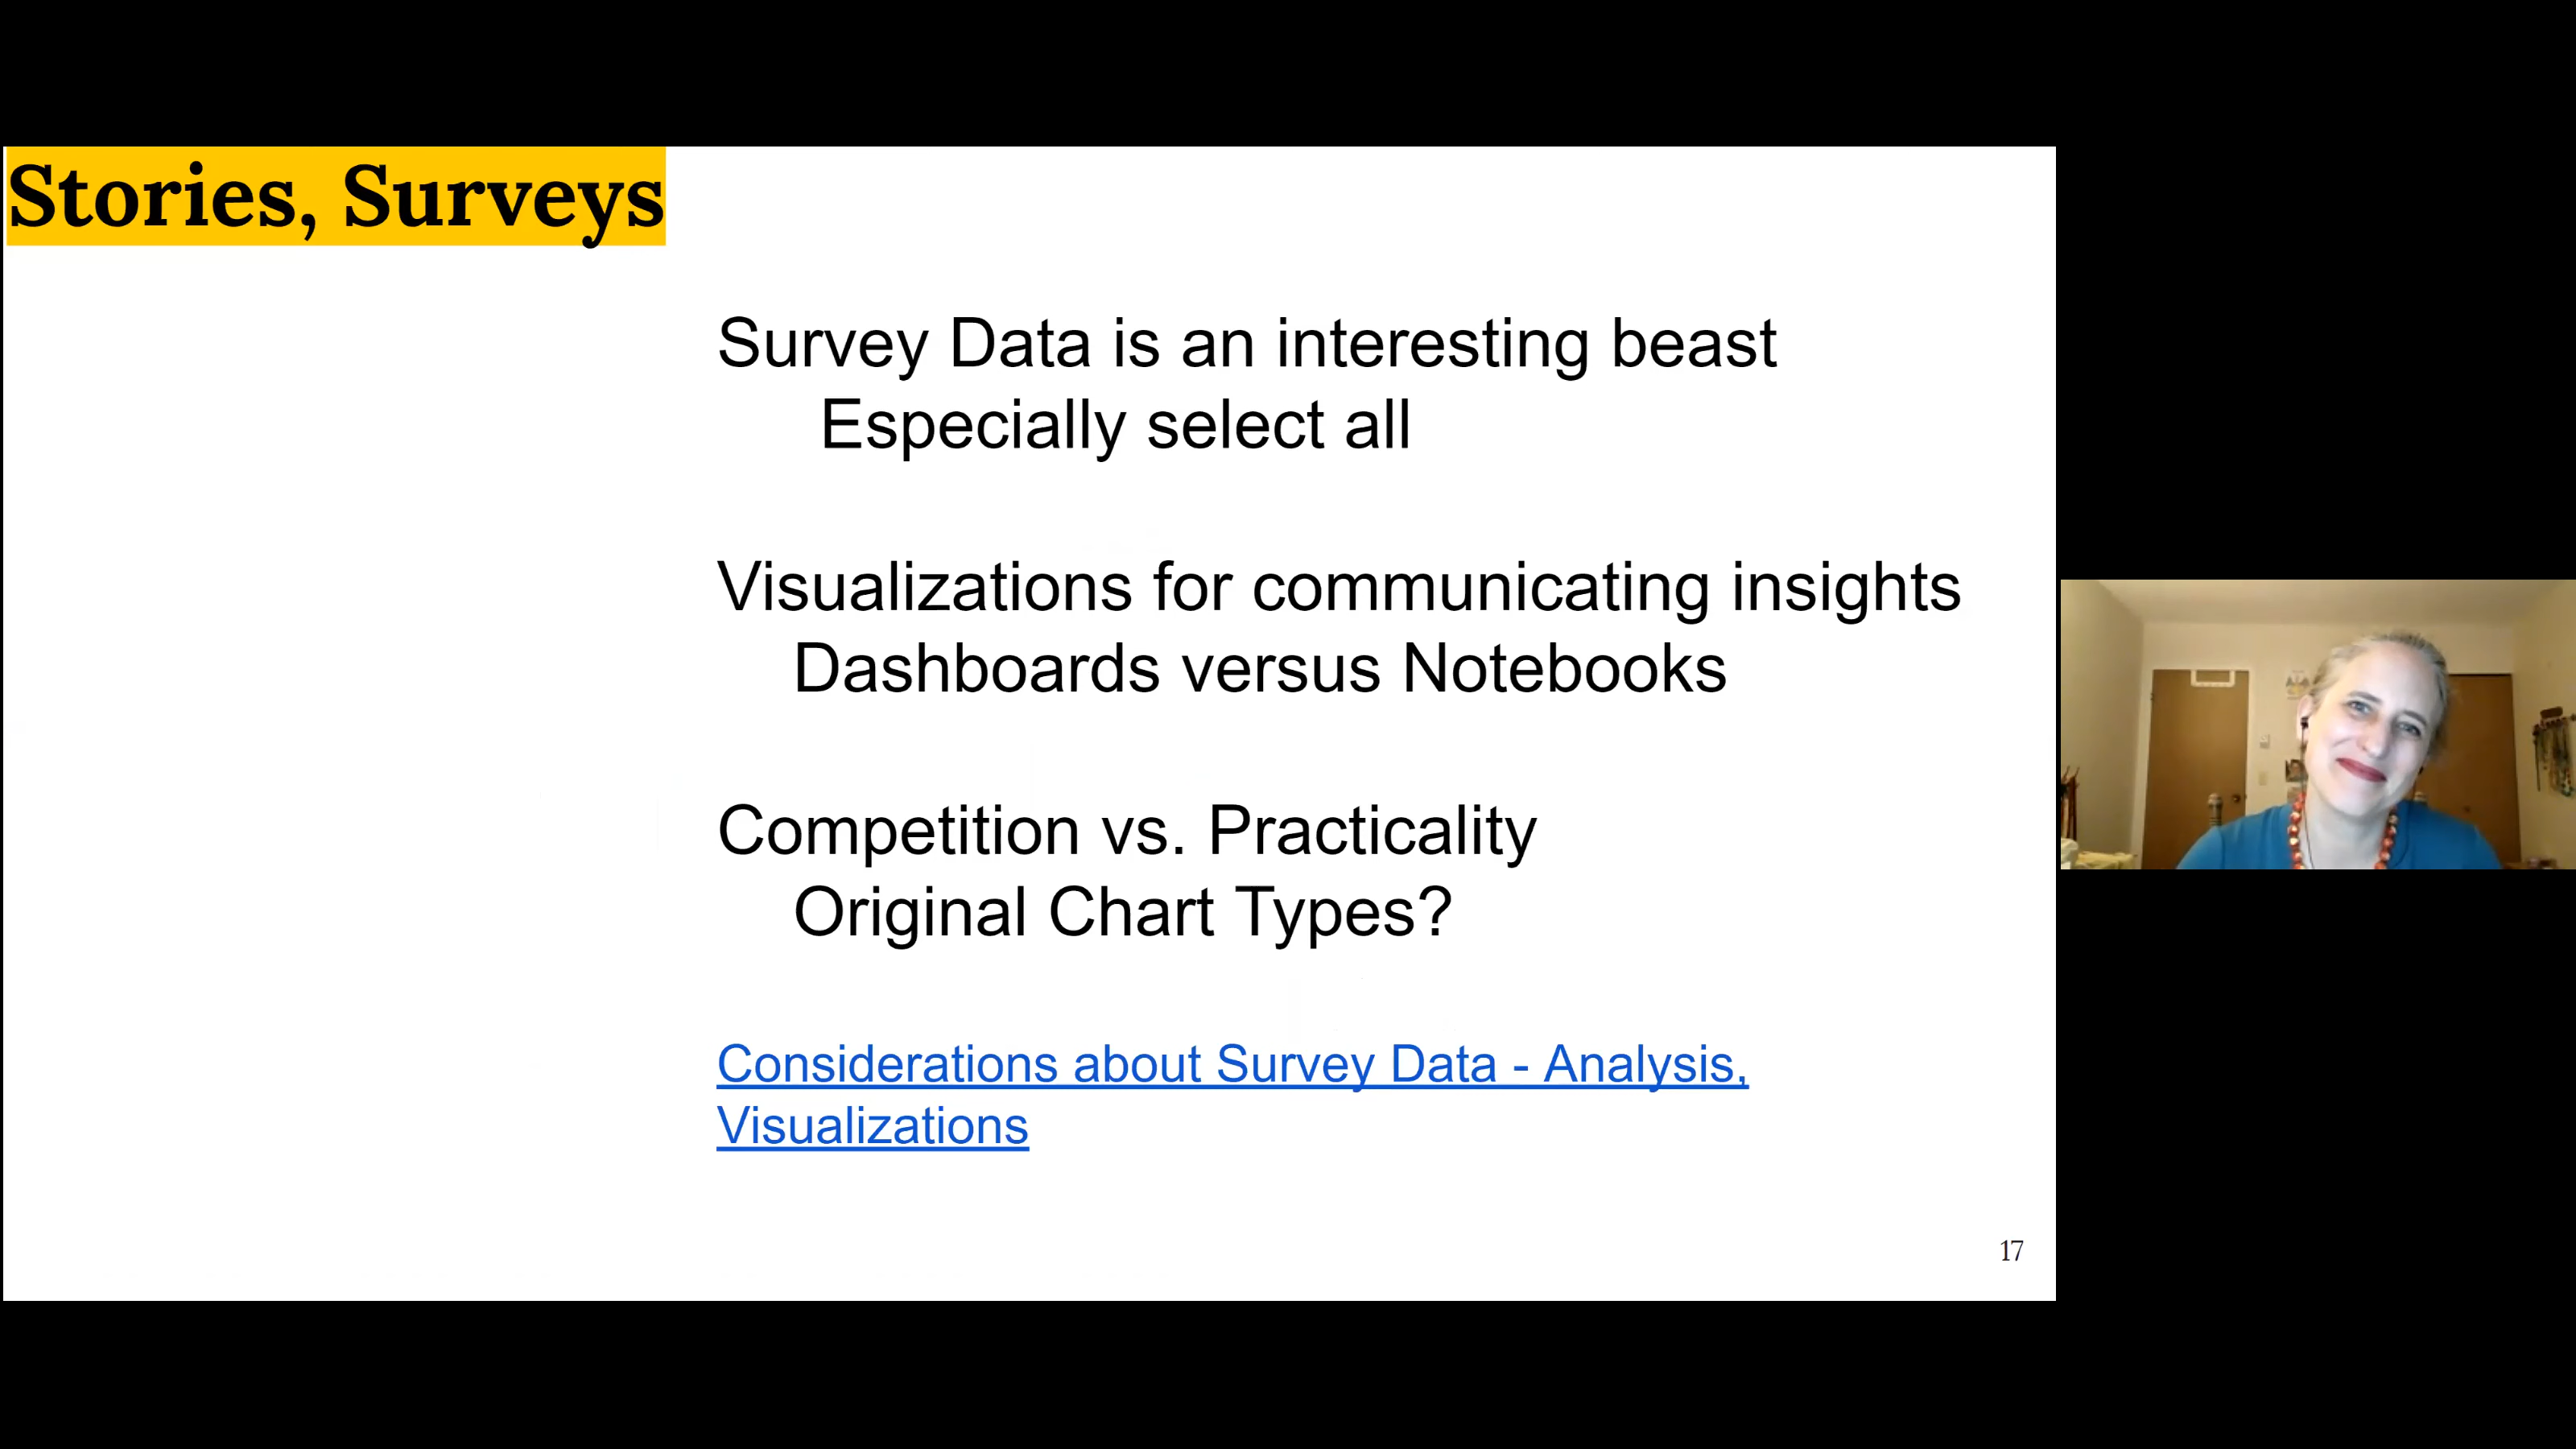 Stories, Surveys
Survey Data is an interesting beast
Especially select all
Visualizations for communicating insights
Dashboards versus Notebooks
Competition vs. Practicality
Original Chart Types?
Considerations about Survey Data - Analysis,
Visualizations
17